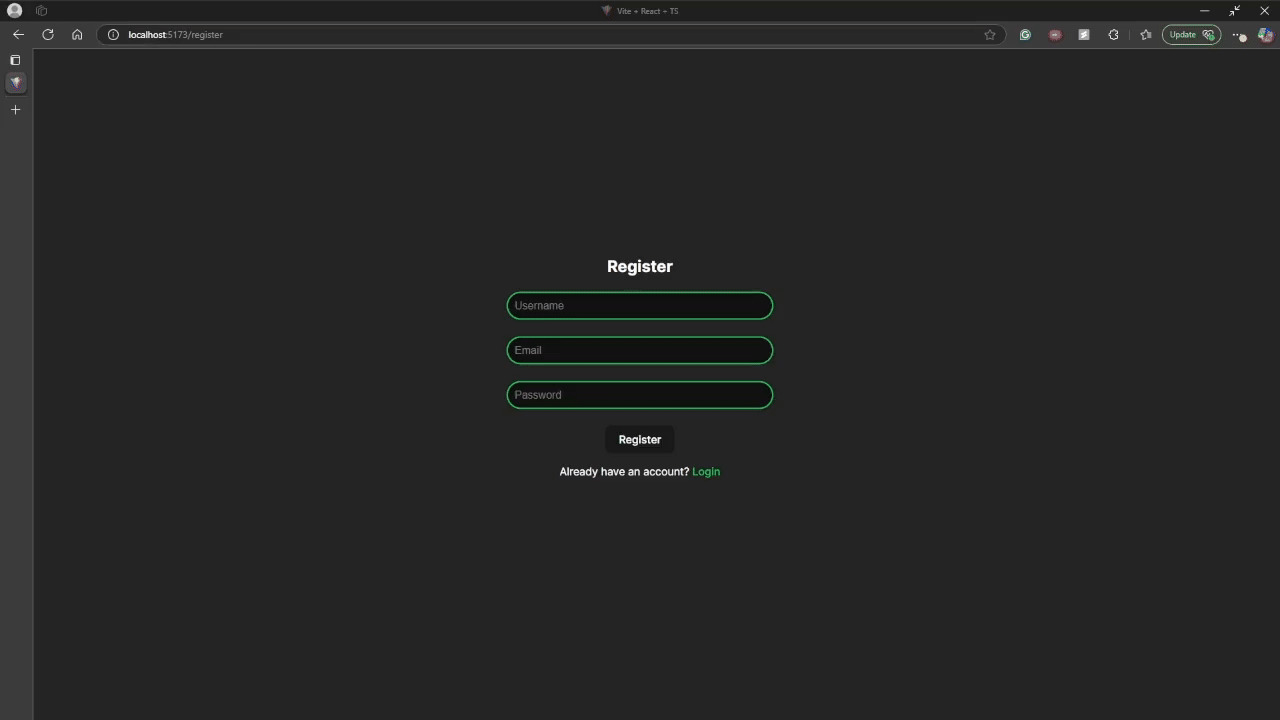 Vite + React + TS
localhost:5173/register
Update
Register
Username
Email
Password
Register
Already have an account? Login